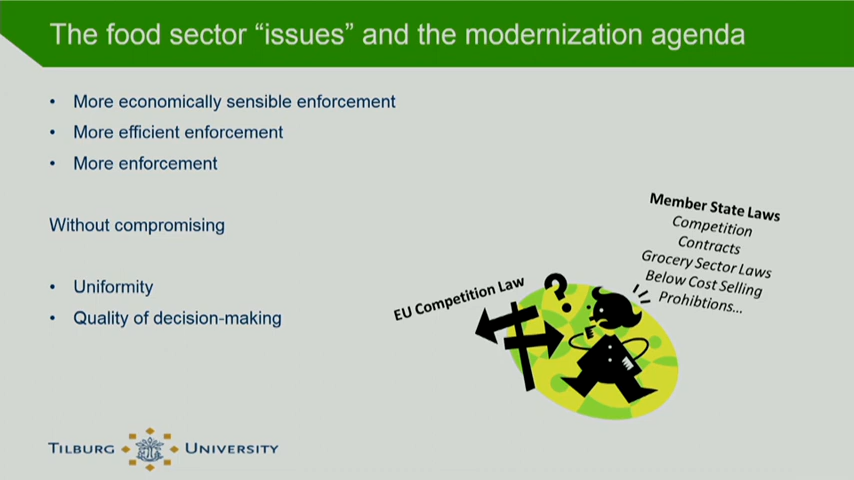 The food sector “issues” and the modernization agenda
• More economically sensible enforcement
• More efficient enforcement
• More enforcement
Without compromising
• Uniformity
• Quality of decision-making
EU Competition Law
?
Member State Laws
Competition
Contracts
Grocery Sector Laws
Below Cost Selling
Prohibtions...
TILBURG UNIVERSITY